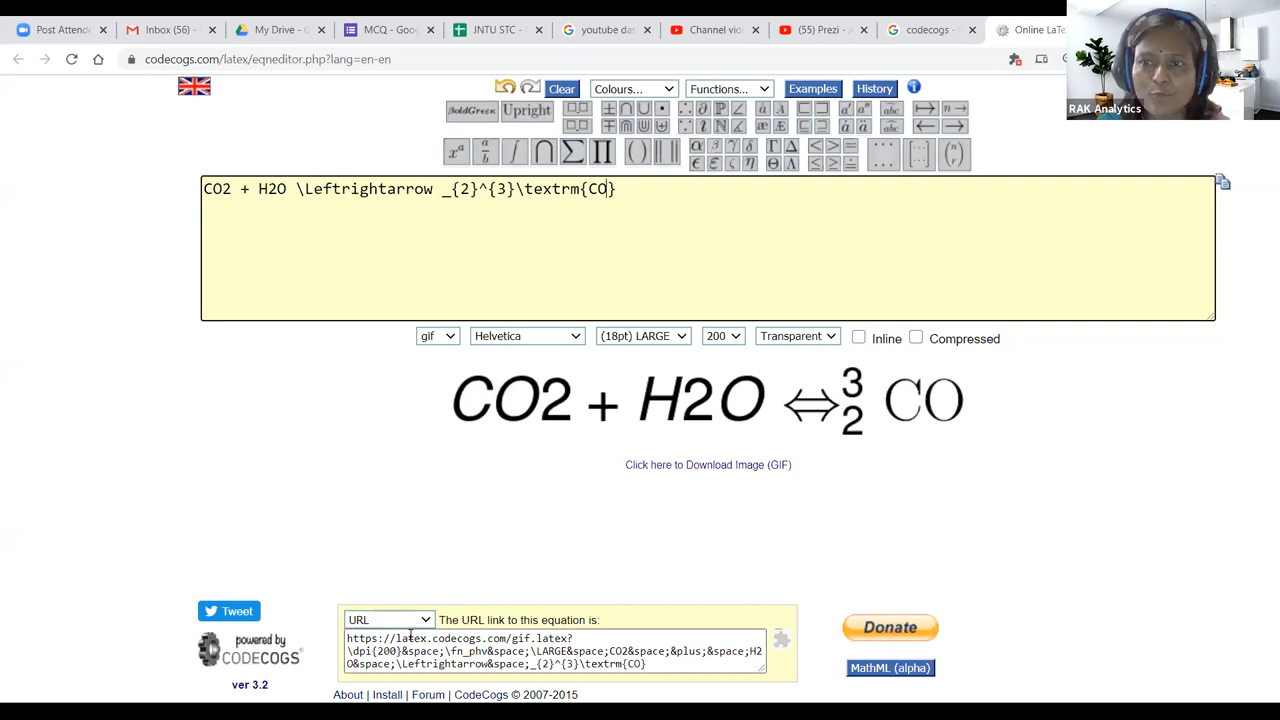 Post Attend
Inbox (56) -
My Drive -
MCQ - Goo
JNTU STC -
youtube da
Channel vid
(55) Prezi - A
codecogs -
Online LaTe
codecogs.com/latex/eqneditor.php?lang=en-en
RAK Analytics
Clear
Colours...
Functions...
Examples
History
BoldGreek
Upright
CO2 + H2O \Leftrightarrow _{2}^{3}\textrm{CO}
gif
Helvetica
(18pt) LARGE
200
Transparent
Inline
Compressed
CO2 + H2O ⇔ 3 2 CO
Click here to Download Image (GIF)
Tweet
URL
The URL link to this equation is:
https://latex.codecogs.com/gif.latex?
\dpi{200}&space;\fn_phv&space;\LARGE&space;CO2&space;&plus;&space;H2
O&space;\Leftrightarrow&space;_{2}^{3}\textrm{CO}
Donate
powered by
CODECOGS
MathML (alpha)
ver 3.2
About | Install | Forum | CodeCogs © 2007-2015